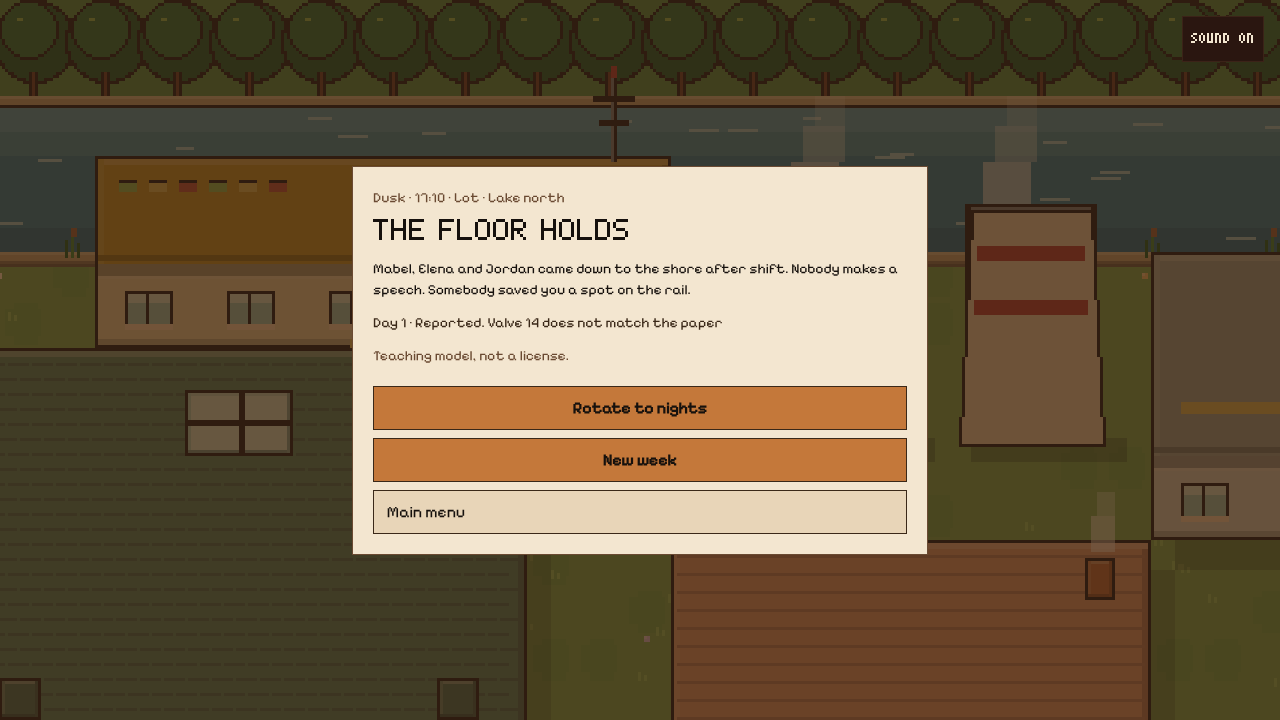 SOUND ON
Dusk · 17:10 · Lot · Lake north
THE FLOOR HOLDS
Mabel, Elena and Jordan came down to the shore after shift. Nobody makes a
speech. Somebody saved you a spot on the rail.
Day 1 · Reported. Valve 14 does not match the paper
Teaching model, not a license.
Rotate to nights
New week
Main menu